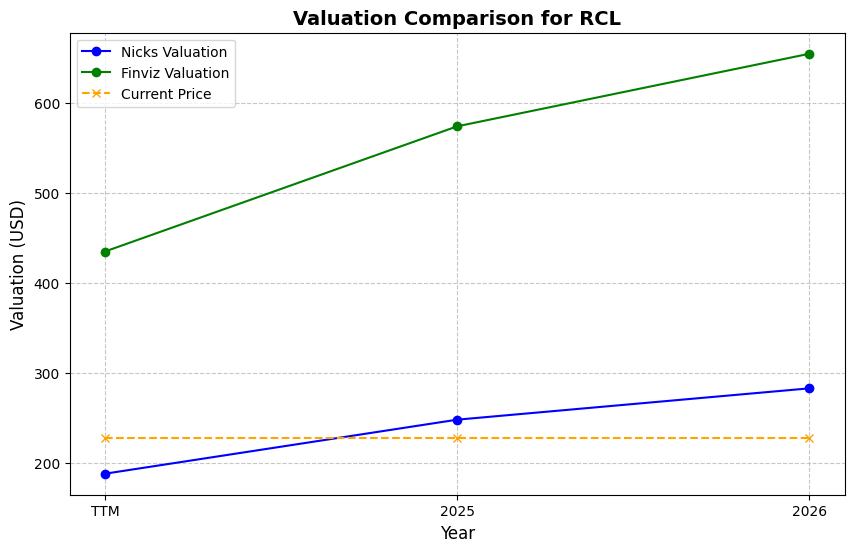 Valuation Comparison for RCL
Nicks Valuation
Finviz Valuation
Current Price
Valuation (USD)
600
500
400
300
200
TTM
2025
2026
Year